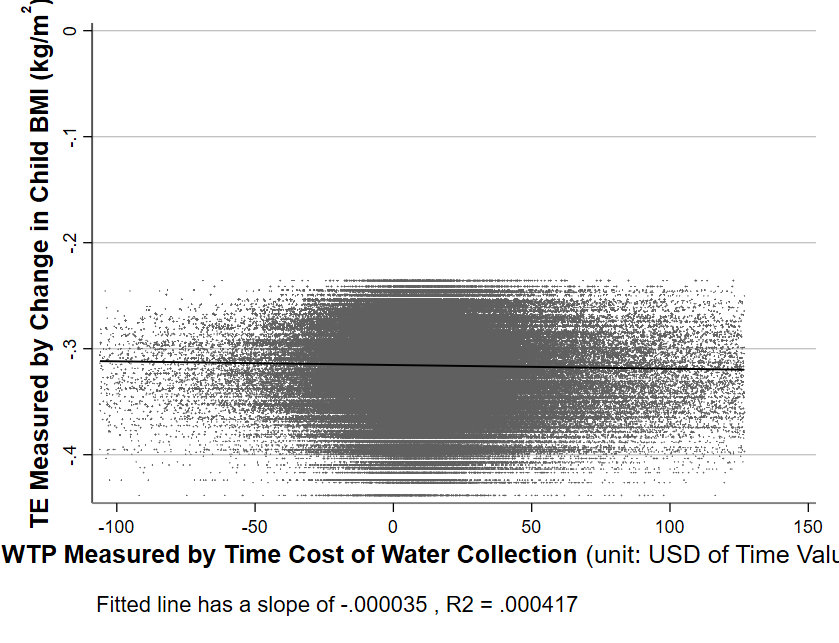 TE Measured by Change in Child BMI (kg/m²)
0
-.1
-.2
-.3
-.4
-100 -50 0 50 100 150
WTP Measured by Time Cost of Water Collection (unit: USD of Time Valu
Fitted line has a slope of -.000035 , R2 = .000417